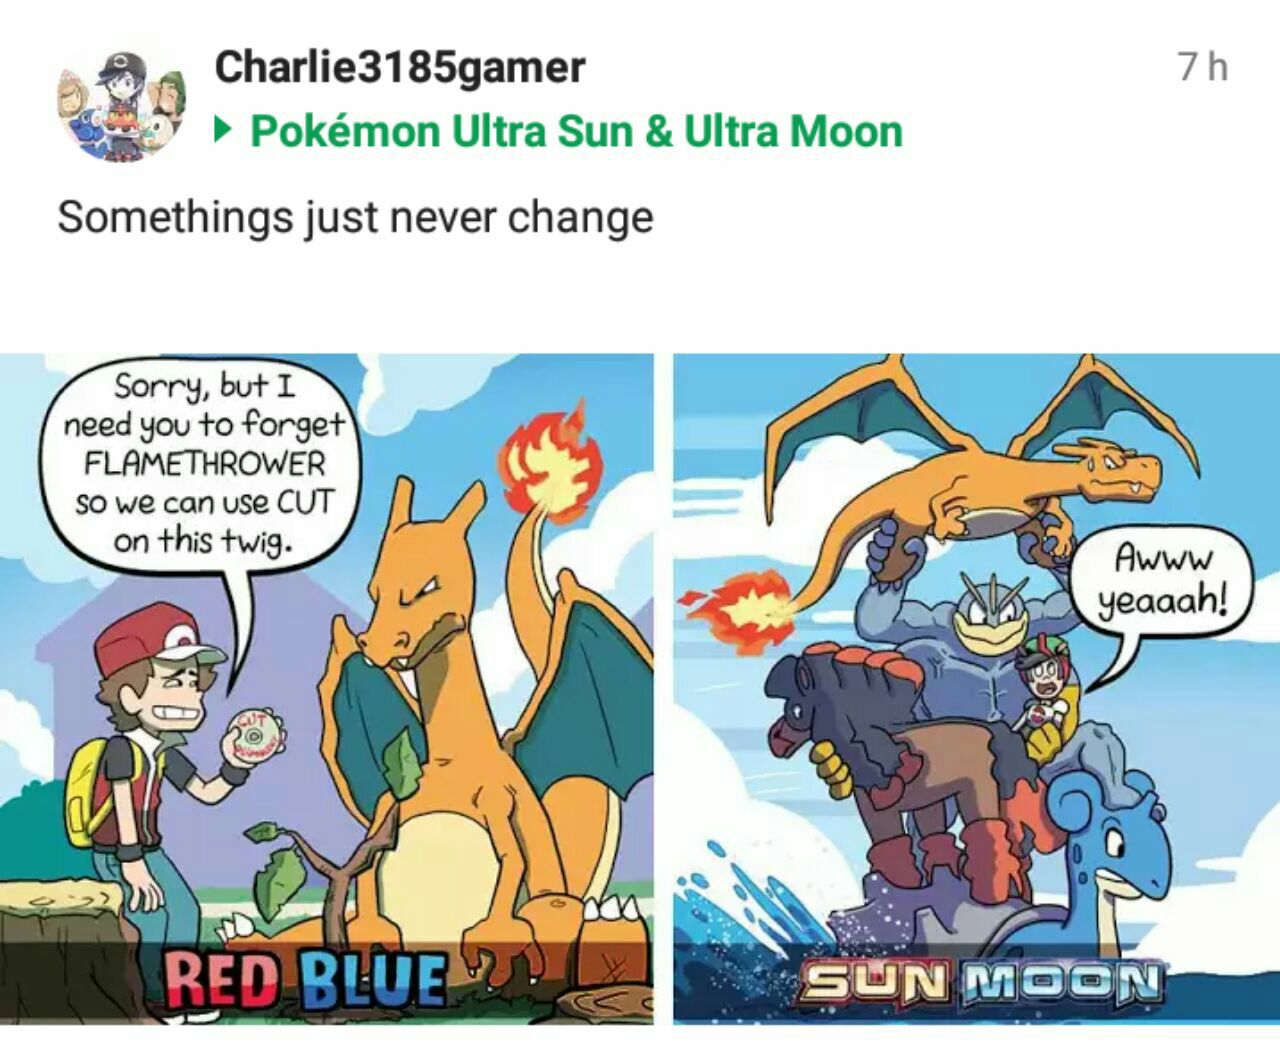 Charlie3185gamer
7 h
Pokémon Ultra Sun & Ultra Moon
Somethings just never change
Sorry, but I
need you to forget
FLAMETHROWER
so we can use CUT
on this twig.
CUT
RED BLUE
Awww
yeaaah!
SUN MOON